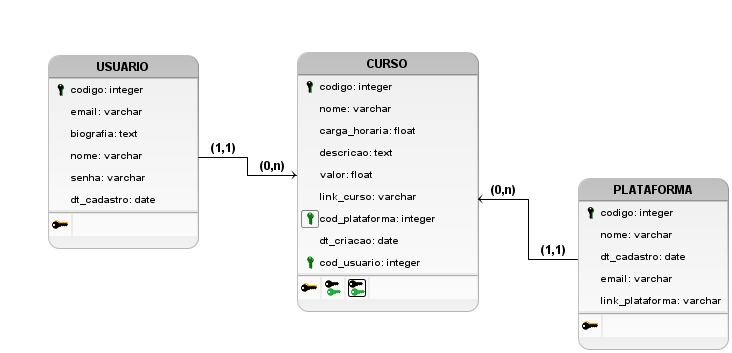 USUARIO
codigo: integer
email: varchar
biografia: text
nome: varchar
senha: varchar
dt_cadastro: date
(1,1)
(0,n)
CURSO
codigo: integer
nome: varchar
carga_horaria: float
descricao: text
valor: float
link_curso: varchar
cod_plataforma: integer
dt_criacao: date
cod_usuario: integer
(0,n)
(1,1)
PLATAFORMA
codigo: integer
nome: varchar
dt_cadastro: date
email: varchar
link_plataforma: varchar